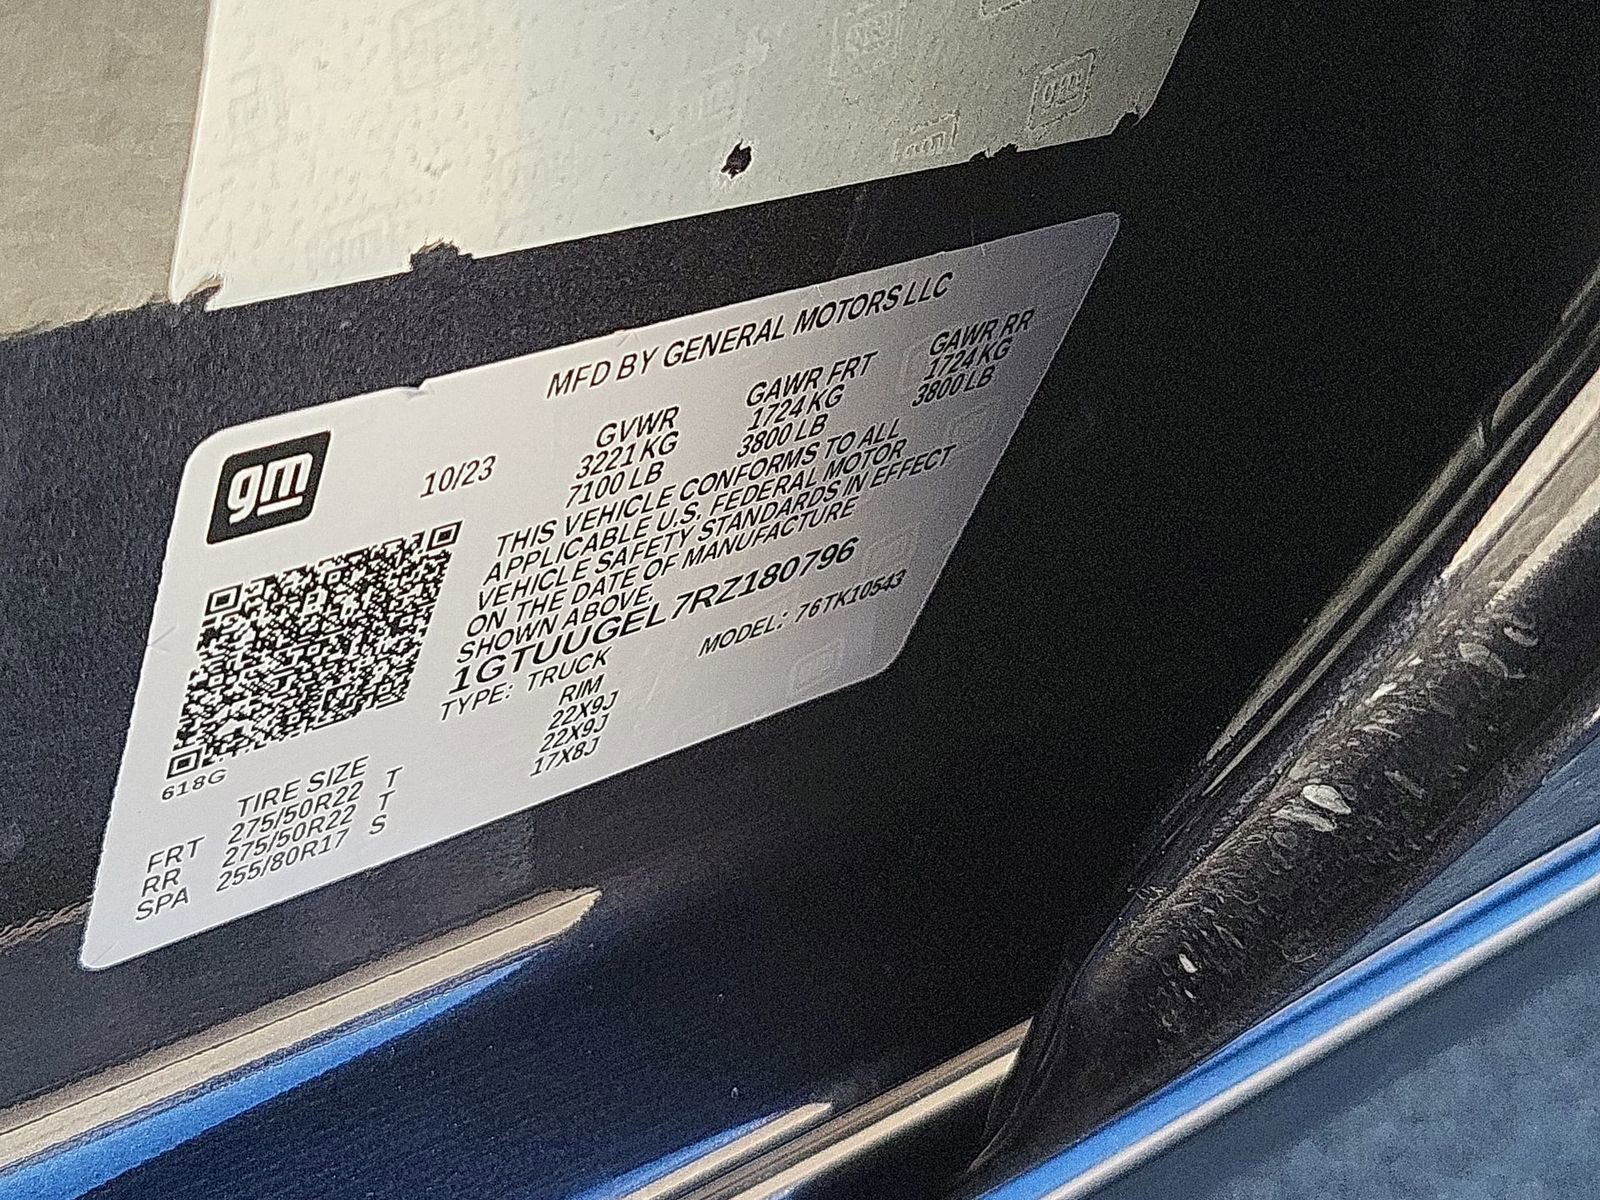 MFD BY GENERAL MOTORS LLC
gm
10/23
GVWR GAWR FRT GAWR RR
3221 KG 1724 KG 1724 KG
7100 LB 3800 LB 3800 LB
THIS VEHICLE CONFORMS TO ALL
APPLICABLE U.S. FEDERAL MOTOR
VEHICLE SAFETY STANDARDS IN EFFECT
ON THE DATE OF MANUFACTURE
SHOWN ABOVE.
1GTUUGEL7RZ180796
TYPE: TRUCK MODEL: 76TK10543
618G
TIRE SIZE RIM
FRT 275/50R22 T 22X9J
RR 275/50R22 T 22X9J
SPA 255/80R17 S 17X8J
gm